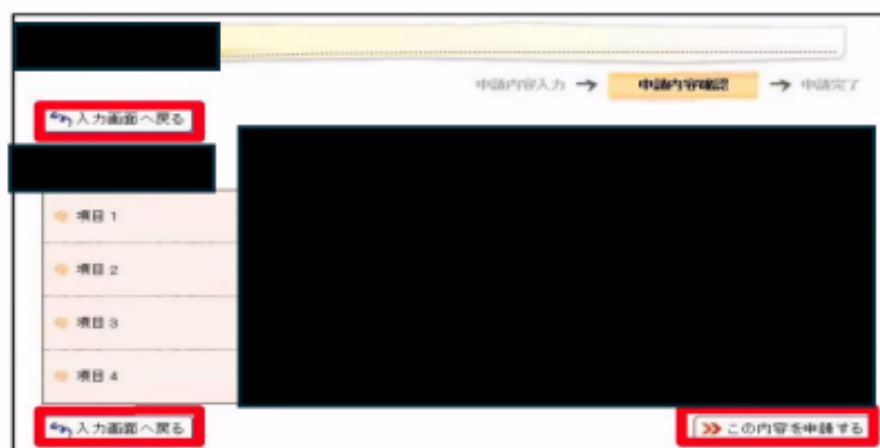 申請内容入力 → 申請内容確認 → 申請完了
入力画面へ戻る
項目 1
項目 2
項目 3
項目 4
入力画面へ戻る
この内容を申請する